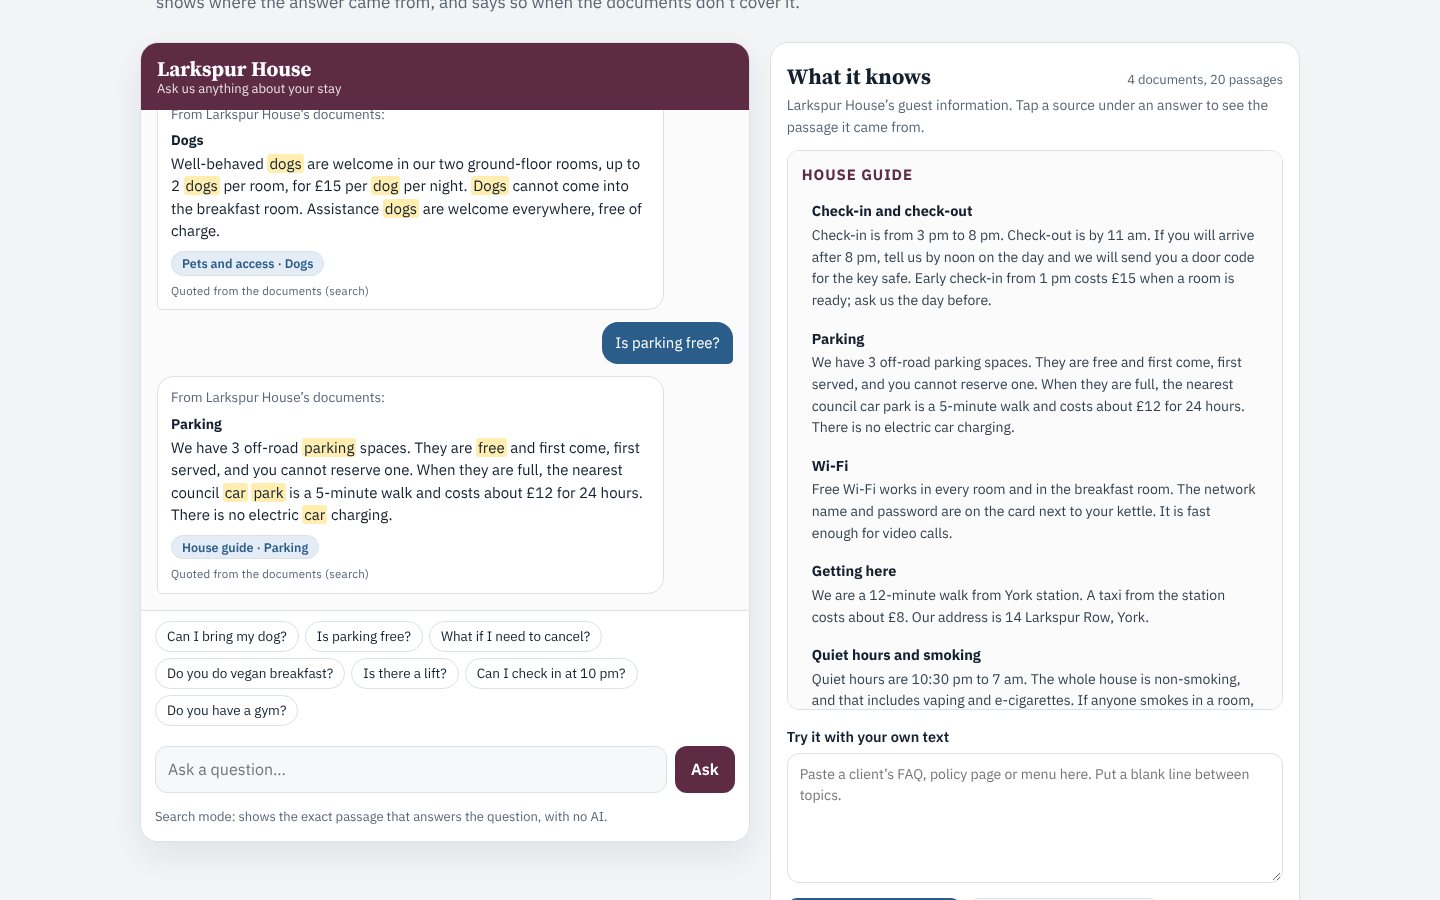 shows where the answer came from, and says so when the documents don't cover it.
Larkspur House
Ask us anything about your stay
From Larkspur House's documents:
Dogs
Well-behaved dogs are welcome in our two ground-floor rooms, up to
2 dogs per room, for £15 per dog per night. Dogs cannot come into
the breakfast room. Assistance dogs are welcome everywhere, free of
charge.
Pets and access · Dogs
Quoted from the documents (search)
Is parking free?
From Larkspur House's documents:
Parking
We have 3 off-road parking spaces. They are free and first come, first
served, and you cannot reserve one. When they are full, the nearest
council car park is a 5-minute walk and costs about £12 for 24 hours.
There is no electric car charging.
House guide · Parking
Quoted from the documents (search)
Can I bring my dog?
Is parking free?
What if I need to cancel?
Do you do vegan breakfast?
Is there a lift?
Can I check in at 10 pm?
Do you have a gym?
Ask a question…
Ask
Search mode: shows the exact passage that answers the question, with no AI.
What it knows
4 documents, 20 passages
Larkspur House's guest information. Tap a source under an answer to see the
passage it came from.
HOUSE GUIDE
Check-in and check-out
Check-in is from 3 pm to 8 pm. Check-out is by 11 am. If you will arrive
after 8 pm, tell us by noon on the day and we will send you a door code
for the key safe. Early check-in from 1 pm costs £15 when a room is
ready; ask us the day before.
Parking
We have 3 off-road parking spaces. They are free and first come, first
served, and you cannot reserve one. When they are full, the nearest
council car park is a 5-minute walk and costs about £12 for 24 hours.
There is no electric car charging.
Wi-Fi
Free Wi-Fi works in every room and in the breakfast room. The network
name and password are on the card next to your kettle. It is fast
enough for video calls.
Getting here
We are a 12-minute walk from York station. A taxi from the station
costs about £8. Our address is 14 Larkspur Row, York.
Quiet hours and smoking
Quiet hours are 10:30 pm to 7 am. The whole house is non-smoking,
and that includes vaping and e-cigarettes. If anyone smokes in a room,
Try it with your own text
Paste a client's FAQ, policy page or menu here. Put a blank line between
topics.